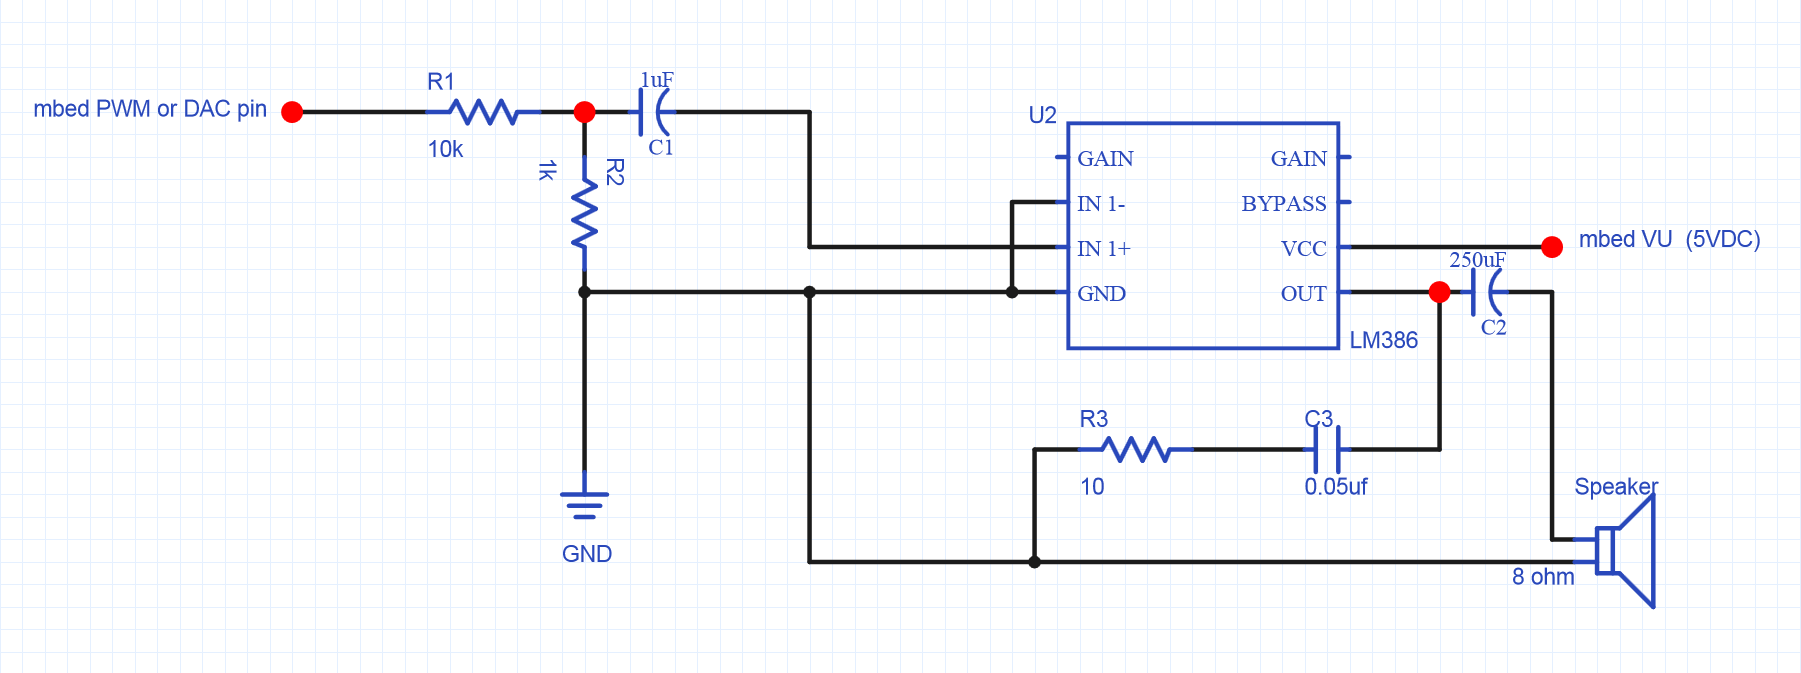 mbed PWM or DAC pin
R1
10k
1uF
C1
1k
R2
U2
GAIN
IN 1-
IN 1+
GND
GAIN
BYPASS
VCC
OUT
LM386
mbed VU (5VDC)
250uF
C2
R3
10
C3
0.05uf
GND
Speaker
8 ohm